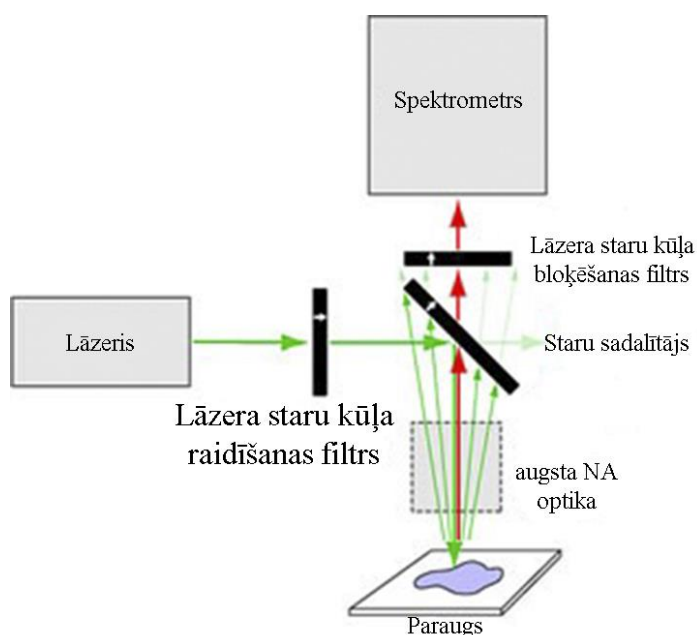 Spektrometrs
Lāzera staru kūļa
bloķēšanas filtrs
Lāzeris
Staru sadalītājs
Lāzera staru kūļa
raidīšanas filtrs
augsta NA
optika
Paraugs